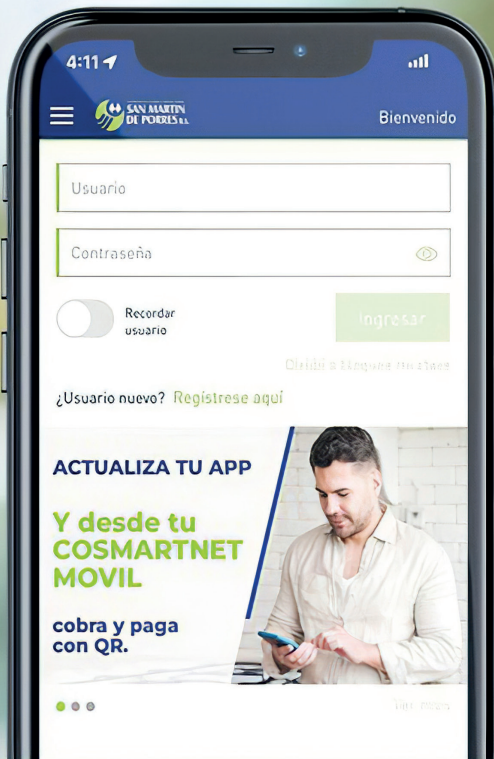 4:11
SAN MARTIN
DE PORRES R.L.
Bienvenido
Usuario
Contraseña
Recordar
usuario
Ingresar
¿Usuario nuevo? Regístrese aquí
ACTUALIZA TU APP
Y desde tu
COSMARTNET
MOVIL
cobra y paga
con QR.